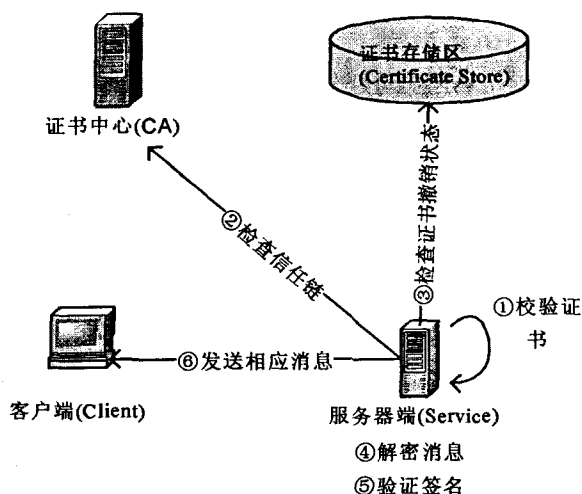 证书存储区
(Certificate Store)
证书中心(CA)
②检查信任链
③检查证书撤销状态
①校验证
书
⑥发送相应消息
客户端(Client)
服务器端(Service)
④解密消息
⑤验证签名